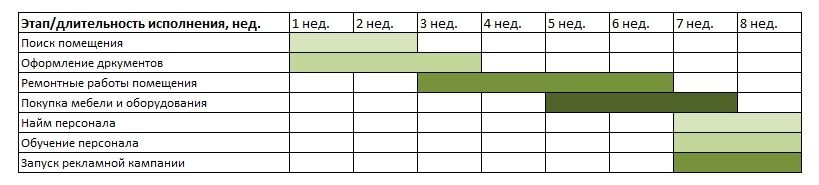 Этап/длительность исполнения, нед. 1 нед. 2 нед. 3 нед. 4 нед. 5 нед. 6 нед. 7 нед. 8 нед.
Поиск помещения
Оформление дркументов
Ремонтные работы помещения
Покупка мебели и оборудования
Найм персонала
Обучение персонала
Запуск рекламной кампании